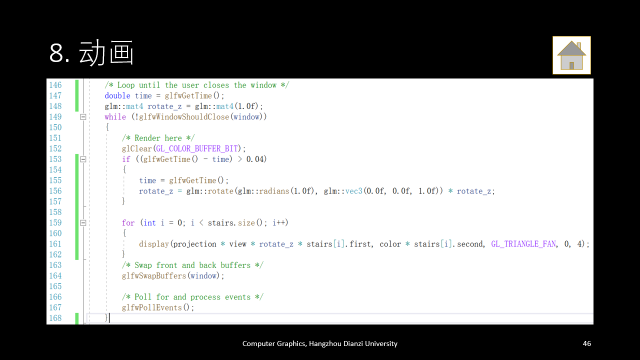 8. 动画
146 /* Loop until the user closes the window */
147 double time = glfwGetTime();
148 glm::mat4 rotate_z = glm::mat4(1.0f);
149 while (!glfwWindowShouldClose(window))
150 {
151 /* Render here */
152 glClear(GL_COLOR_BUFFER_BIT);
153 if ((glfwGetTime() - time) > 0.04)
154 {
155 time = glfwGetTime();
156 rotate_z = glm::rotate(glm::radians(1.0f), glm::vec3(0.0f, 0.0f, 1.0f)) * rotate_z;
157 }
158
159 for (int i = 0; i < stairs.size(); i++)
160 {
161 display(projection * view * rotate_z * stairs[i].first, color * stairs[i].second, GL_TRIANGLE_FAN, 0, 4);
162 }
163 /* Swap front and back buffers */
164 glfwSwapBuffers(window);
165
166 /* Poll for and process events */
167 glfwPollEvents();
168 }
Computer Graphics, Hangzhou Dianzi University
46